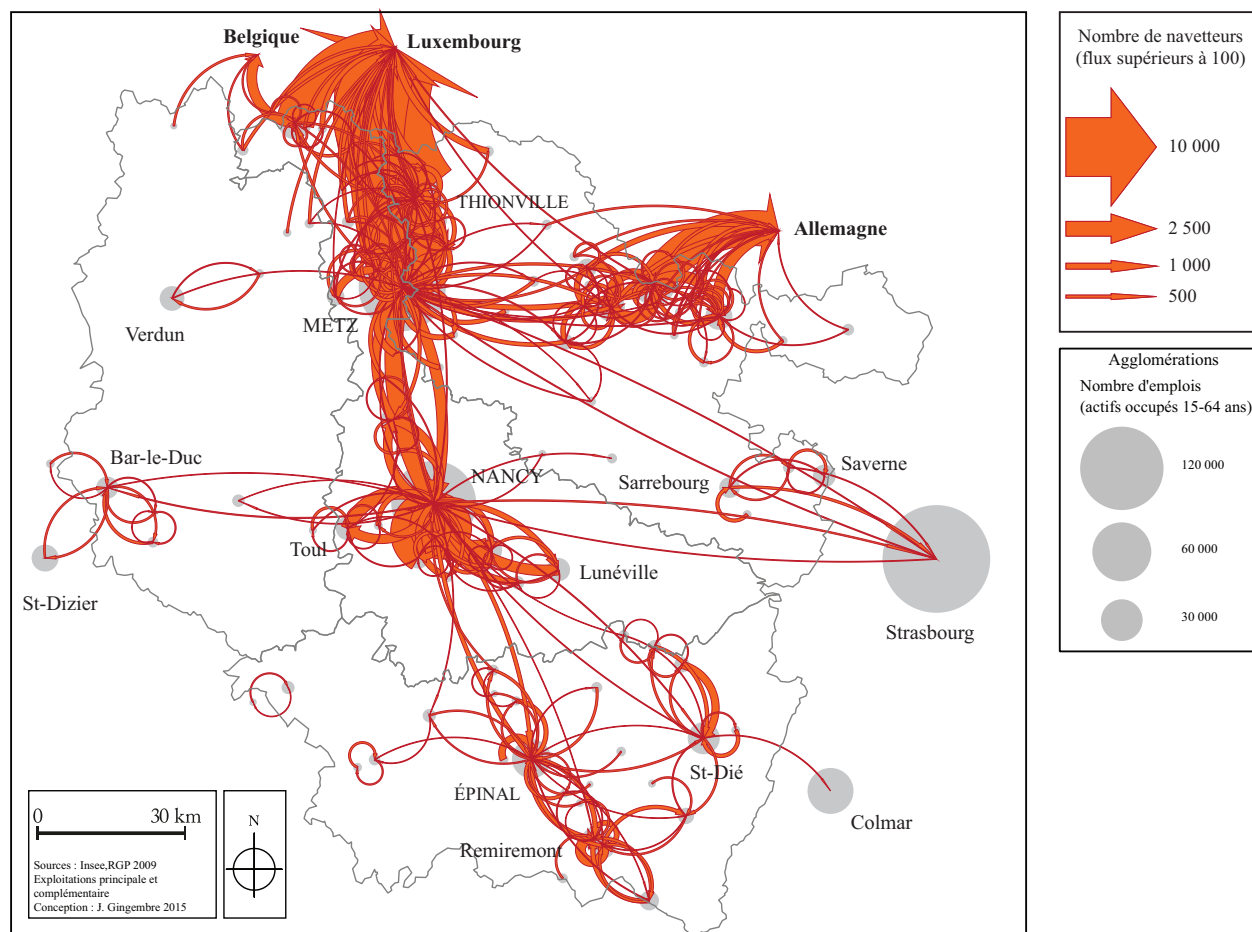 Belgique
Luxembourg
THIONVILLE
Allemagne
Verdun
METZ
Bar-le-Duc
NANCY
Sarrebourg
Saverne
Toul
Lunéville
St-Dizier
Strasbourg
St-Dié
ÉPINAL
Colmar
Remiremont
0 30 km
Sources : Insee,RGP 2009
Exploitations principale et
complémentaire
Conception : J. Gingembre 2015
N
Nombre de navetteurs
(flux supérieurs à 100)
10 000
2 500
1 000
500
Agglomérations
Nombre d'emplois
(actifs occupés 15-64 ans)
120 000
60 000
30 000